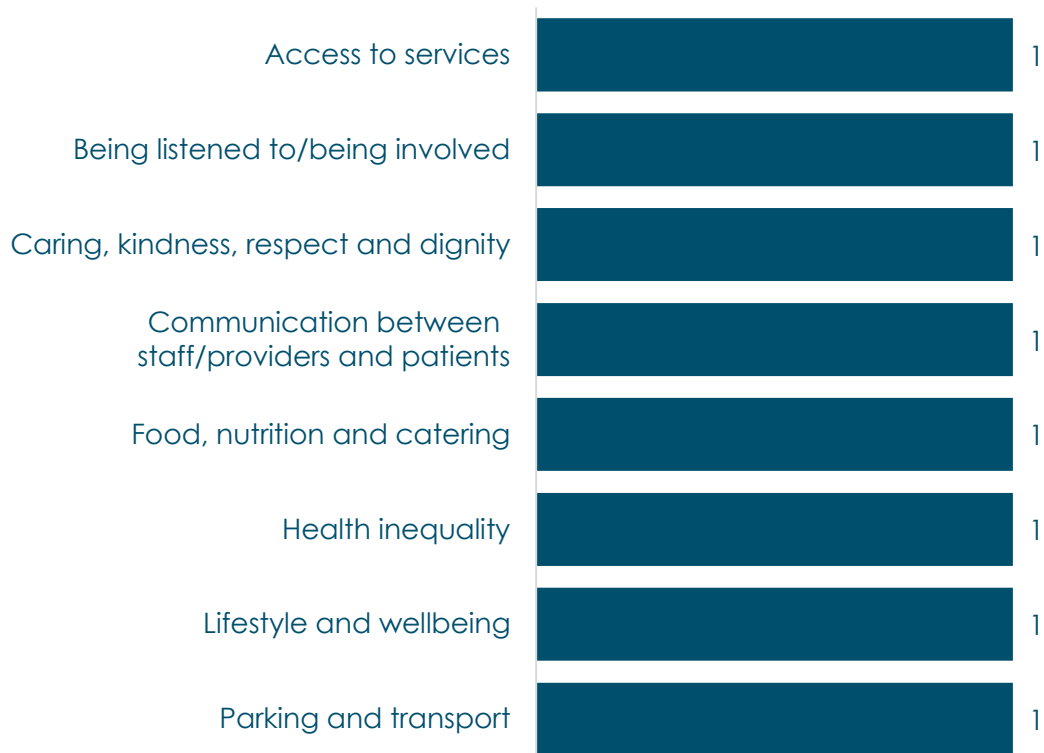 Access to services 1
Being listened to/being involved 1
Caring, kindness, respect and dignity 1
Communication between
staff/providers and patients 1
Food, nutrition and catering 1
Health inequality 1
Lifestyle and wellbeing 1
Parking and transport 1